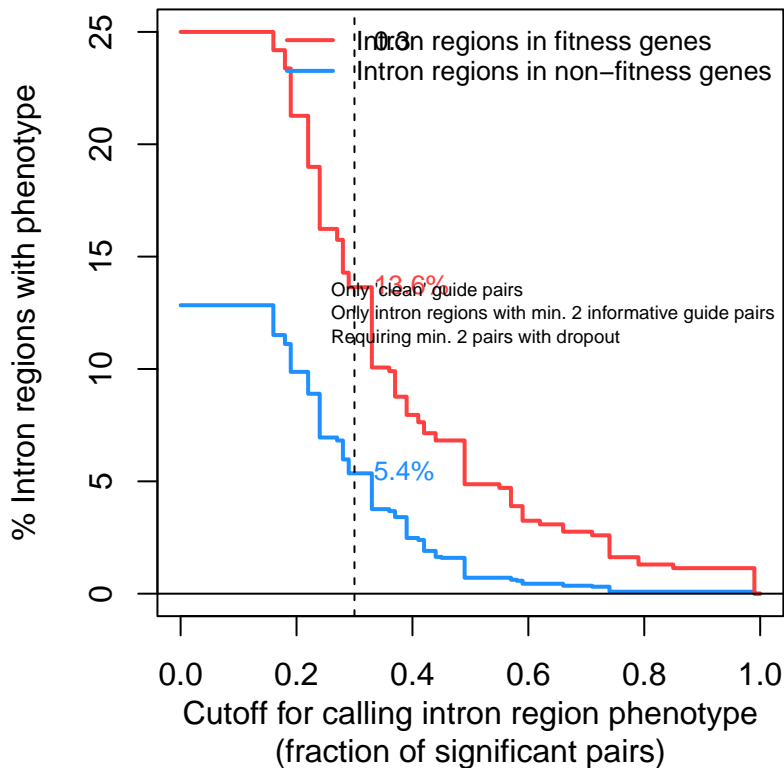 25
20
15
10
5
0
% Intron regions with phenotype
0.3
Intron regions in fitness genes
Intron regions in non−fitness genes
13.6%
Only 'clean' guide pairs
Only intron regions with min. 2 informative guide pairs
Requiring min. 2 pairs with dropout
5.4%
0.0 0.2 0.4 0.6 0.8 1.0
Cutoff for calling intron region phenotype
(fraction of significant pairs)